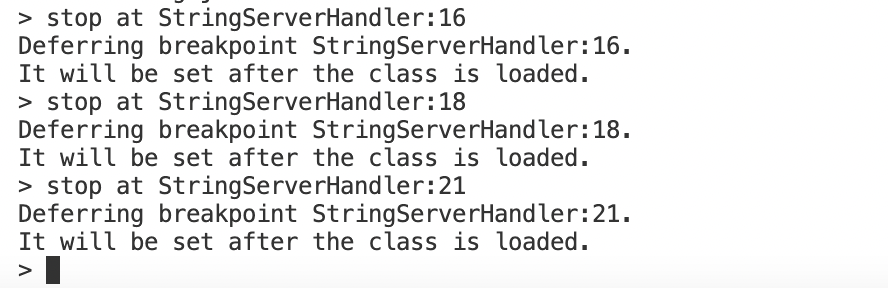 > stop at StringServerHandler:16
Deferring breakpoint StringServerHandler:16.
It will be set after the class is loaded.
> stop at StringServerHandler:18
Deferring breakpoint StringServerHandler:18.
It will be set after the class is loaded.
> stop at StringServerHandler:21
Deferring breakpoint StringServerHandler:21.
It will be set after the class is loaded.
>